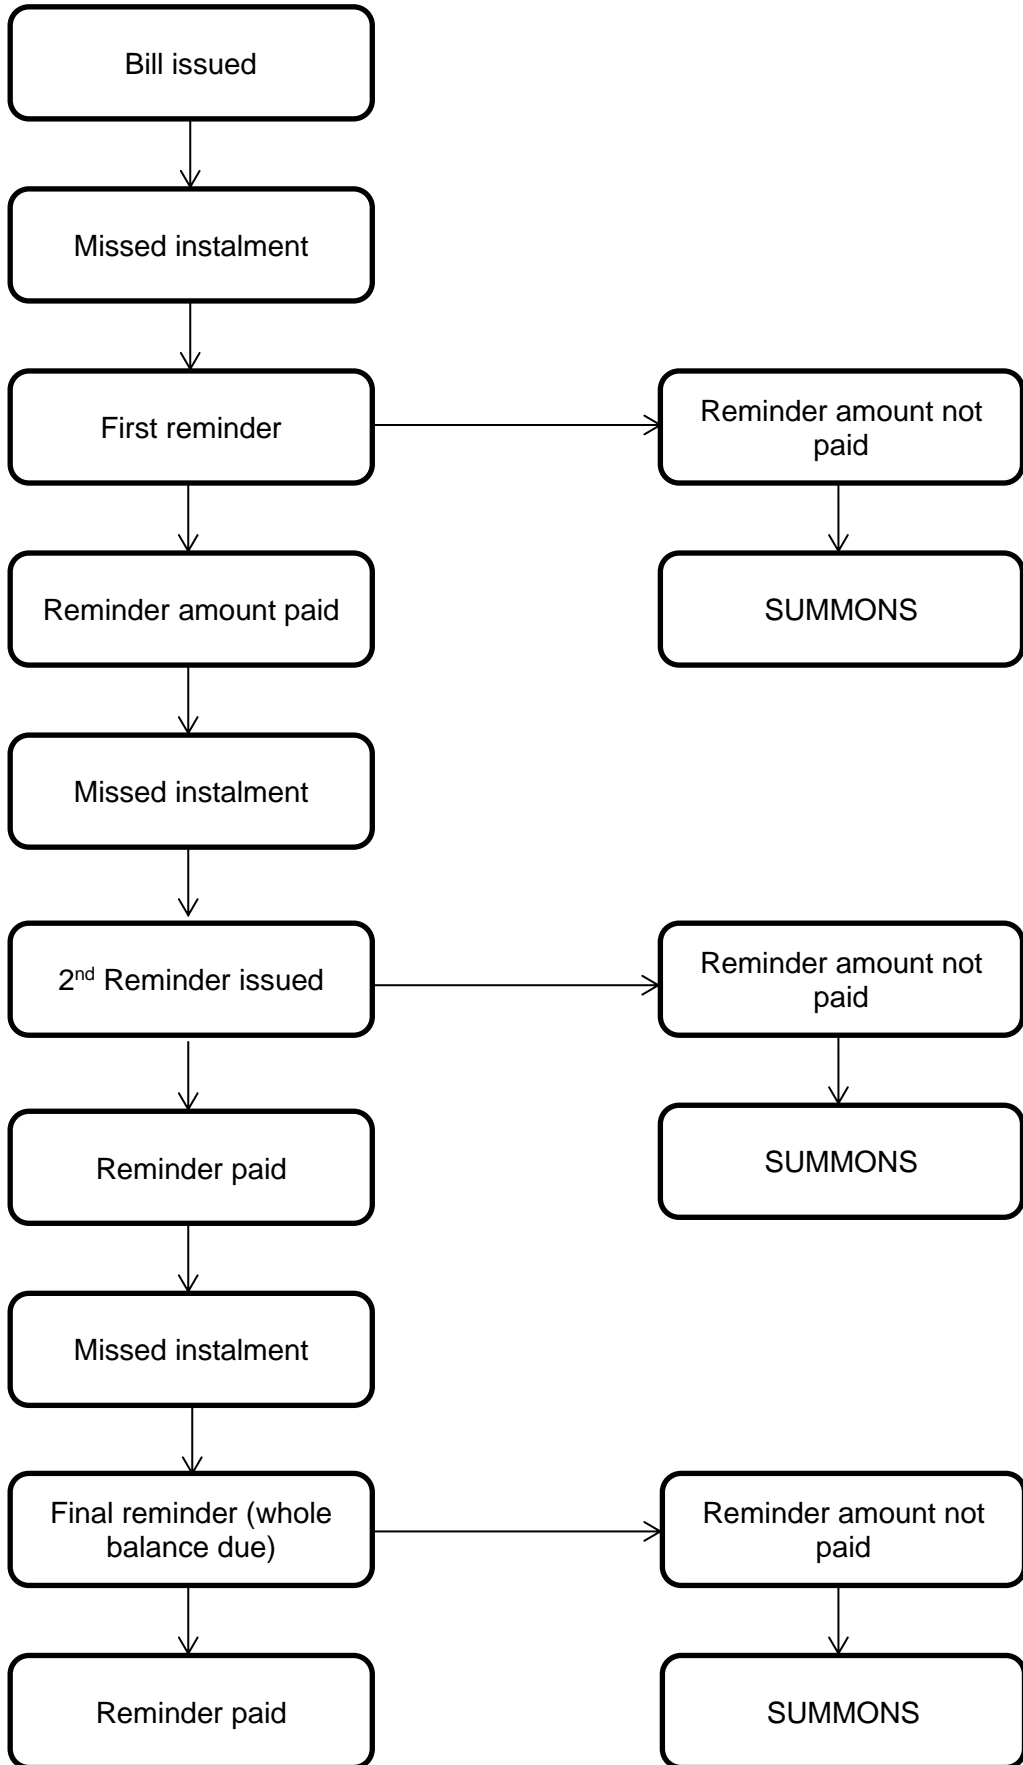 Bill issued
Missed instalment
First reminder
Reminder amount not
paid
Reminder amount paid
SUMMONS
Missed instalment
2nd Reminder issued
Reminder amount not
paid
Reminder paid
SUMMONS
Missed instalment
Final reminder (whole
balance due)
Reminder amount not
paid
Reminder paid
SUMMONS